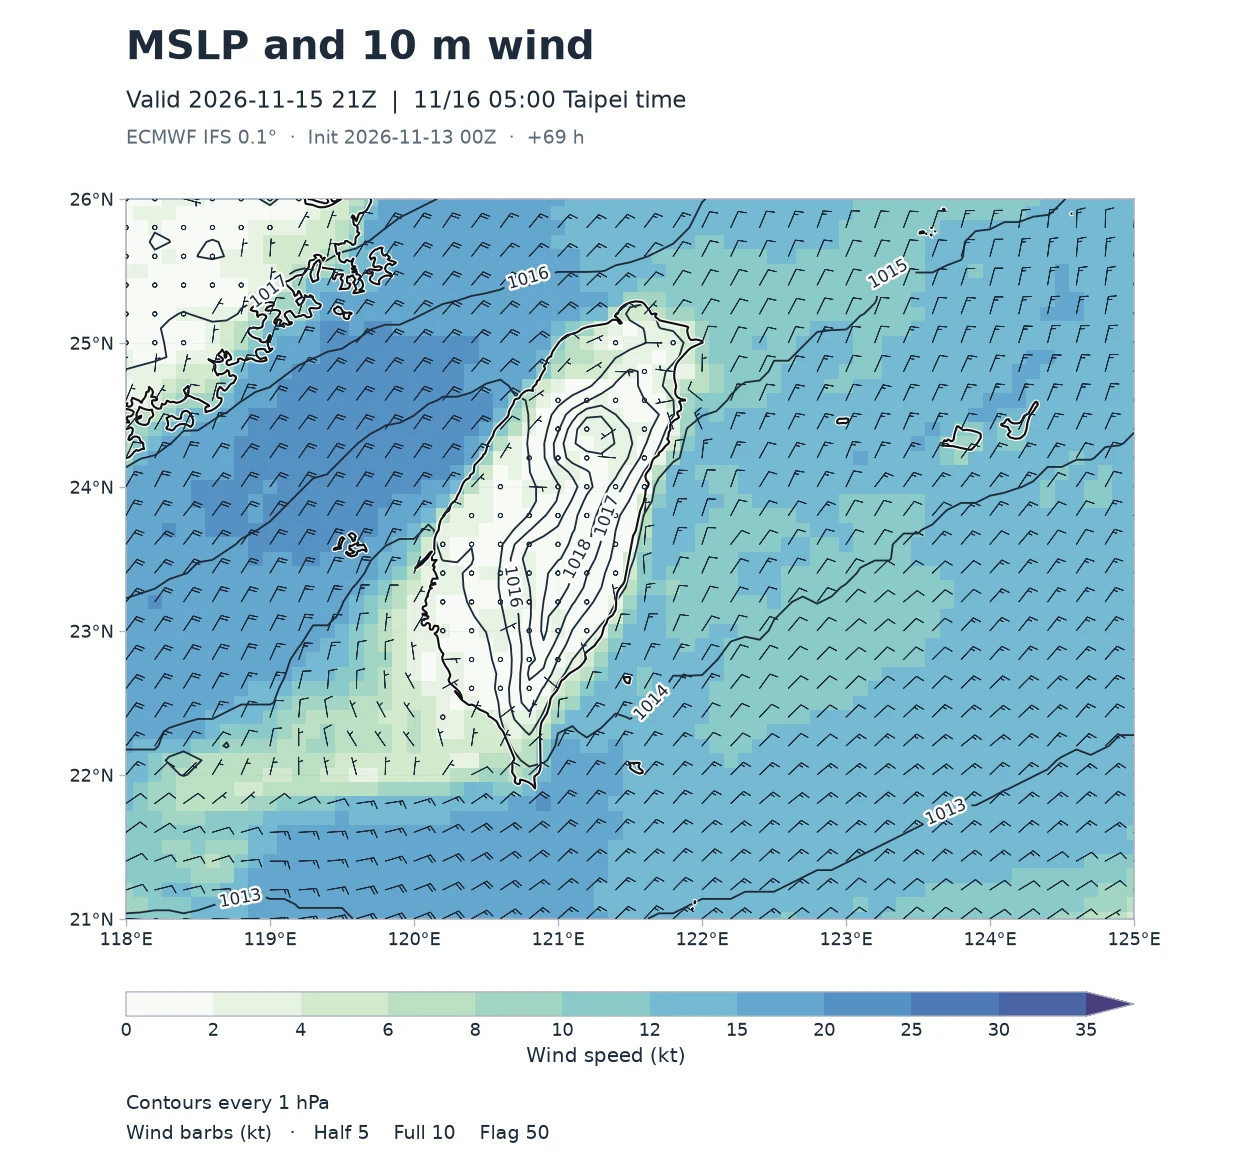 MSLP and 10 m wind
Valid 2026-11-15 21Z | 11/16 05:00 Taipei time
ECMWF IFS 0.1° · Init 2026-11-13 00Z · +69 h
26°N
25°N
24°N
23°N
22°N
21°N
1017
1016
1015
1017
1018
1016
1014
1013
1013
118°E 119°E 120°E 121°E 122°E 123°E 124°E 125°E
0 2 4 6 8 10 12 15 20 25 30 35
Wind speed (kt)
Contours every 1 hPa
Wind barbs (kt) · Half 5 Full 10 Flag 50